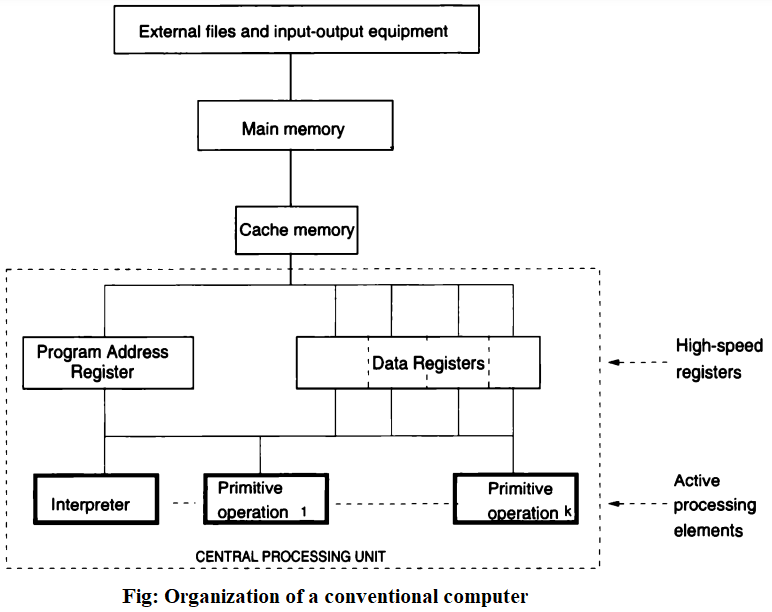 External files and input-output equipment
Main memory
Cache memory
Program Address
Register
Data Registers
High-speed
registers
Interpreter
Primitive
operation 1
Primitive
operation k
Active
processing
elements
CENTRAL PROCESSING UNIT
Fig: Organization of a conventional computer